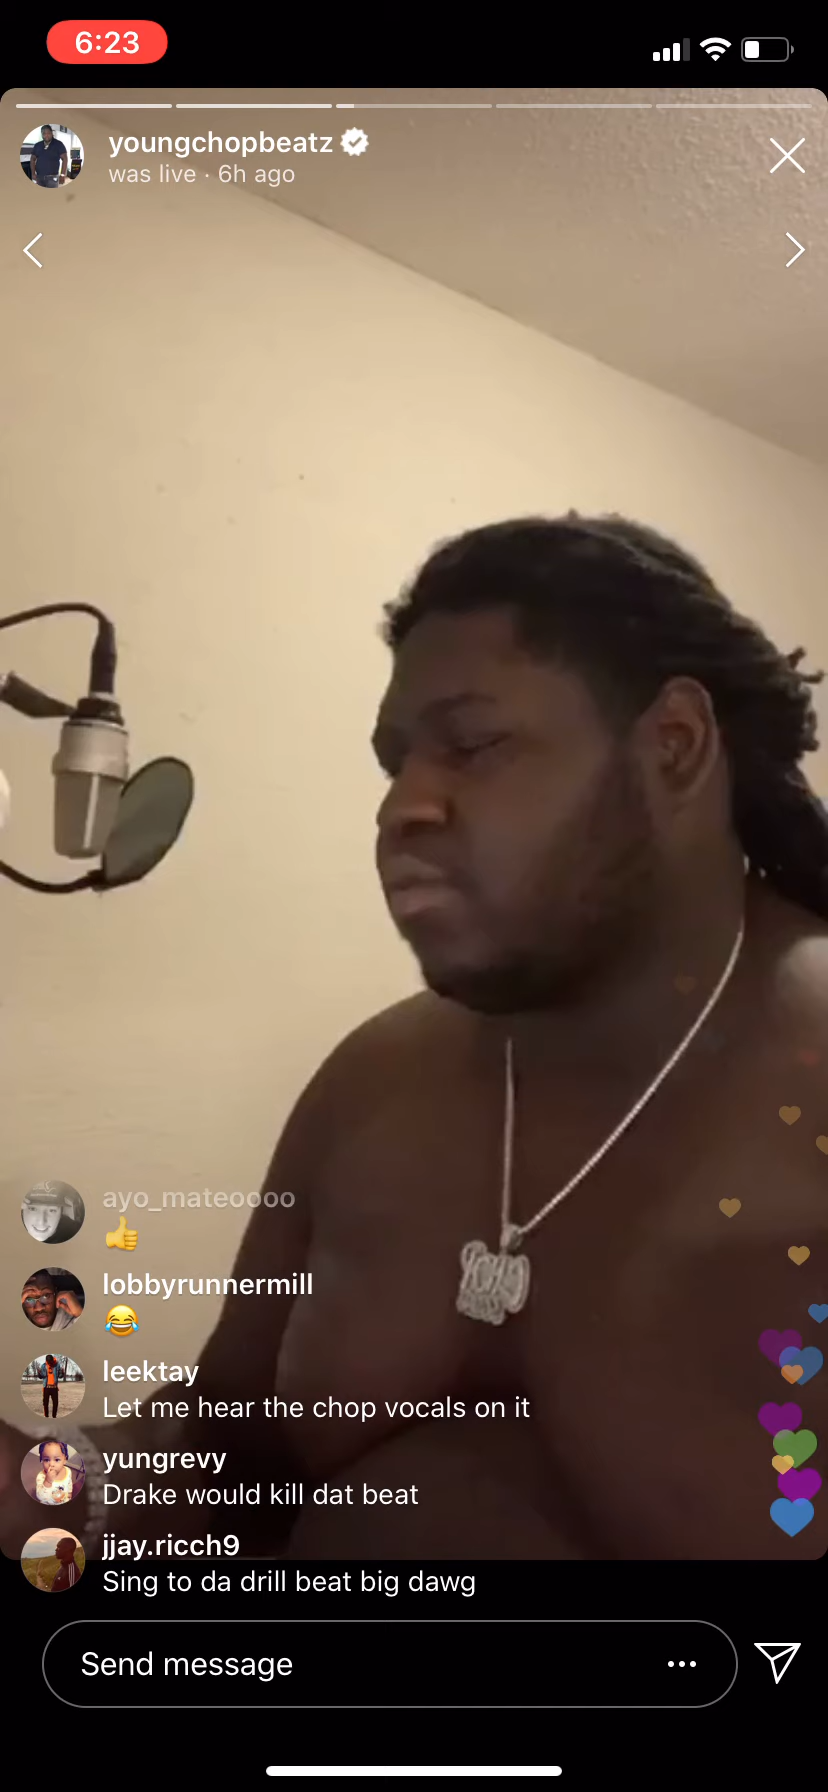 6:23
youngchopbeatz
was live · 6h ago
ayo_mateoooo
👍
lobbyrunnermill
😂
leektay
Let me hear the chop vocals on it
yungrevy
Drake would kill dat beat
jjay.ricch9
Sing to da drill beat big dawg
Send message